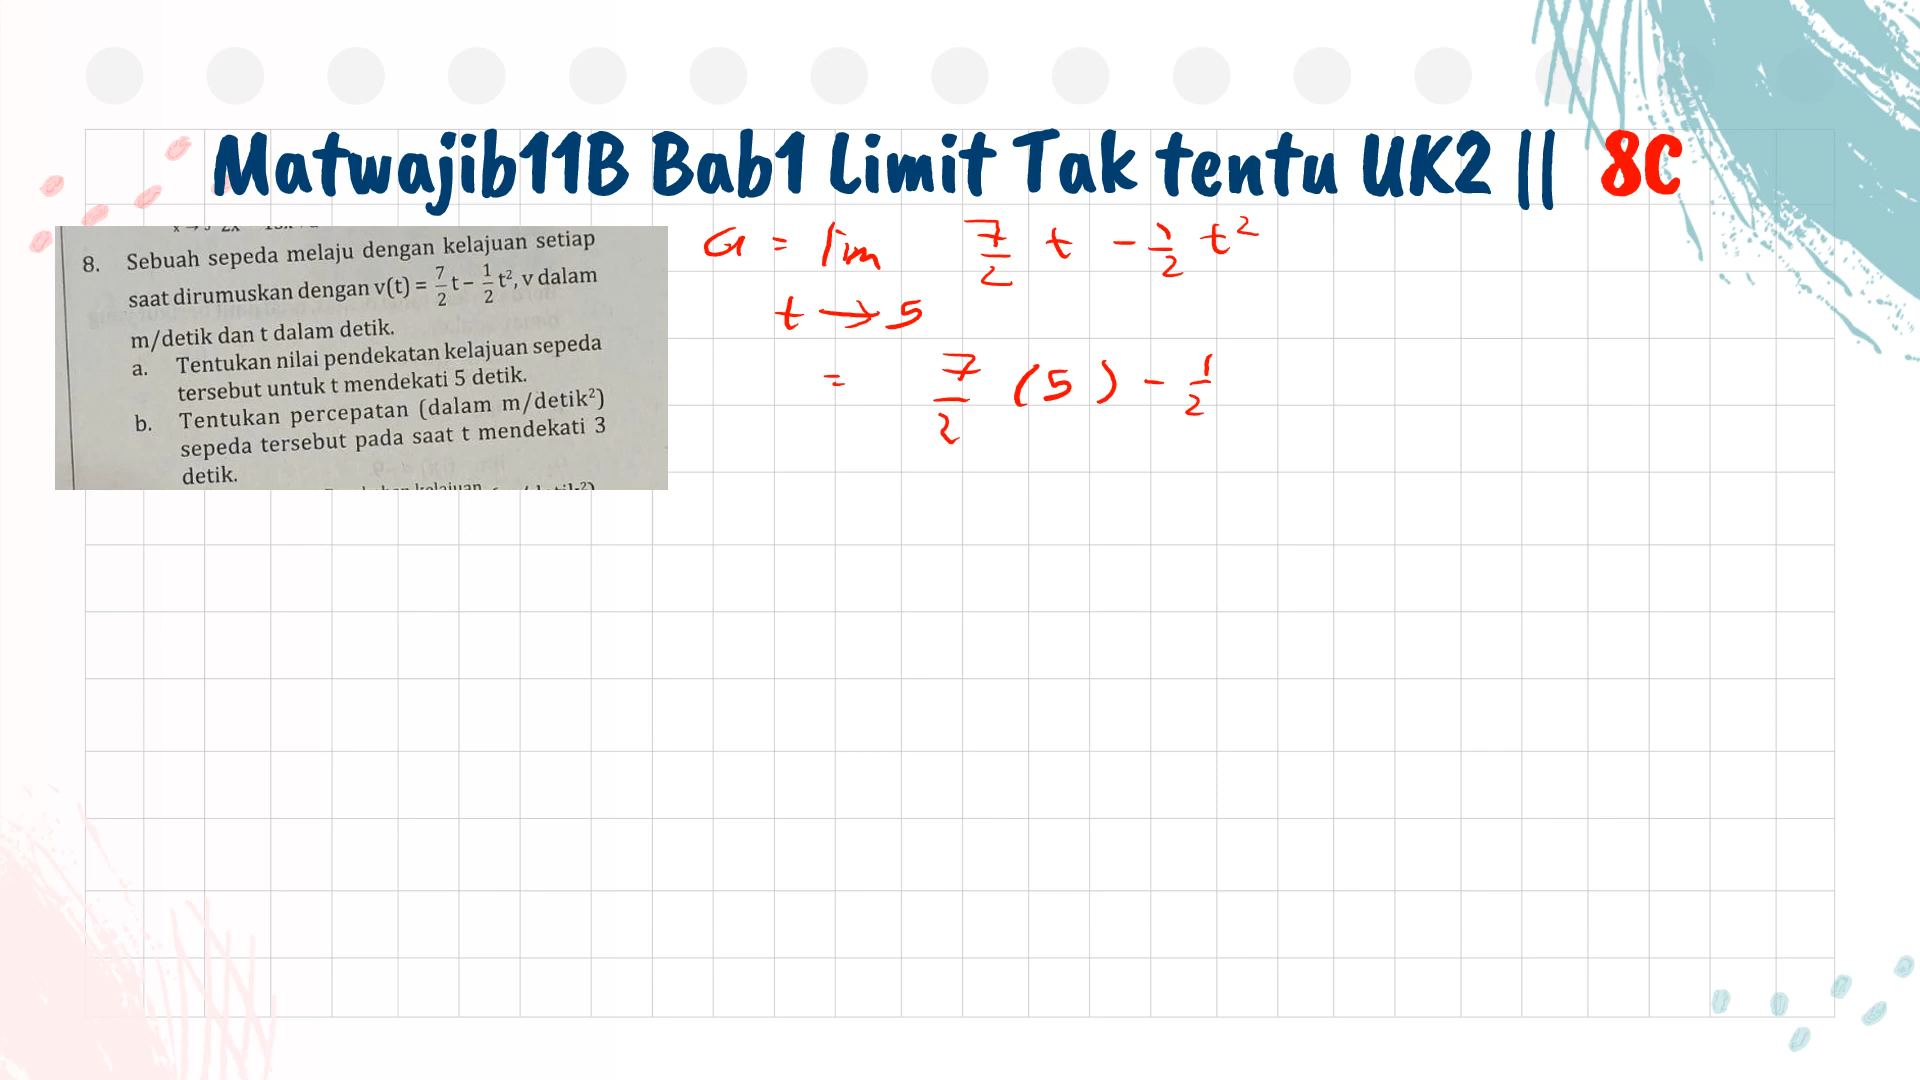 Matwajib11B Bab1 Limit Tak tentu UK2 || 8C
8. Sebuah sepeda melaju dengan kelajuan setiap
saat dirumuskan dengan v(t) = 7/2 t − 1/2 t², v dalam
m/detik dan t dalam detik.
a. Tentukan nilai pendekatan kelajuan sepeda
tersebut untuk t mendekati 5 detik.
b. Tentukan percepatan (dalam m/detik²)
sepeda tersebut pada saat t mendekati 3
detik.
a = lim 7/2 t - 1/2 t²
t → 5
= 7/2 (5) - 1/2